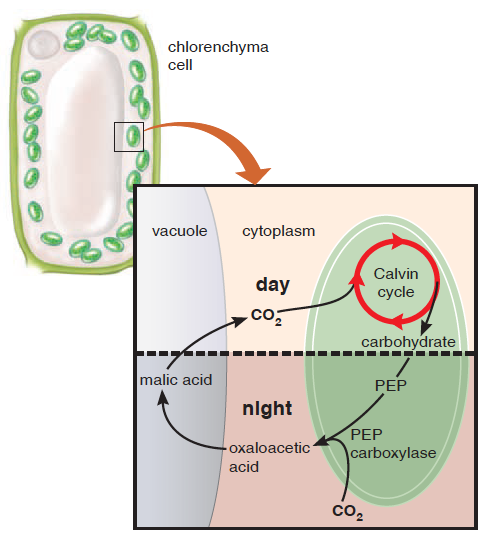 chlorenchyma
cell
vacuole
cytoplasm
day
Calvin
cycle
CO2
carbohydrate
malic acid
PEP
night
oxaloacetic
acid
PEP
carboxylase
CO2